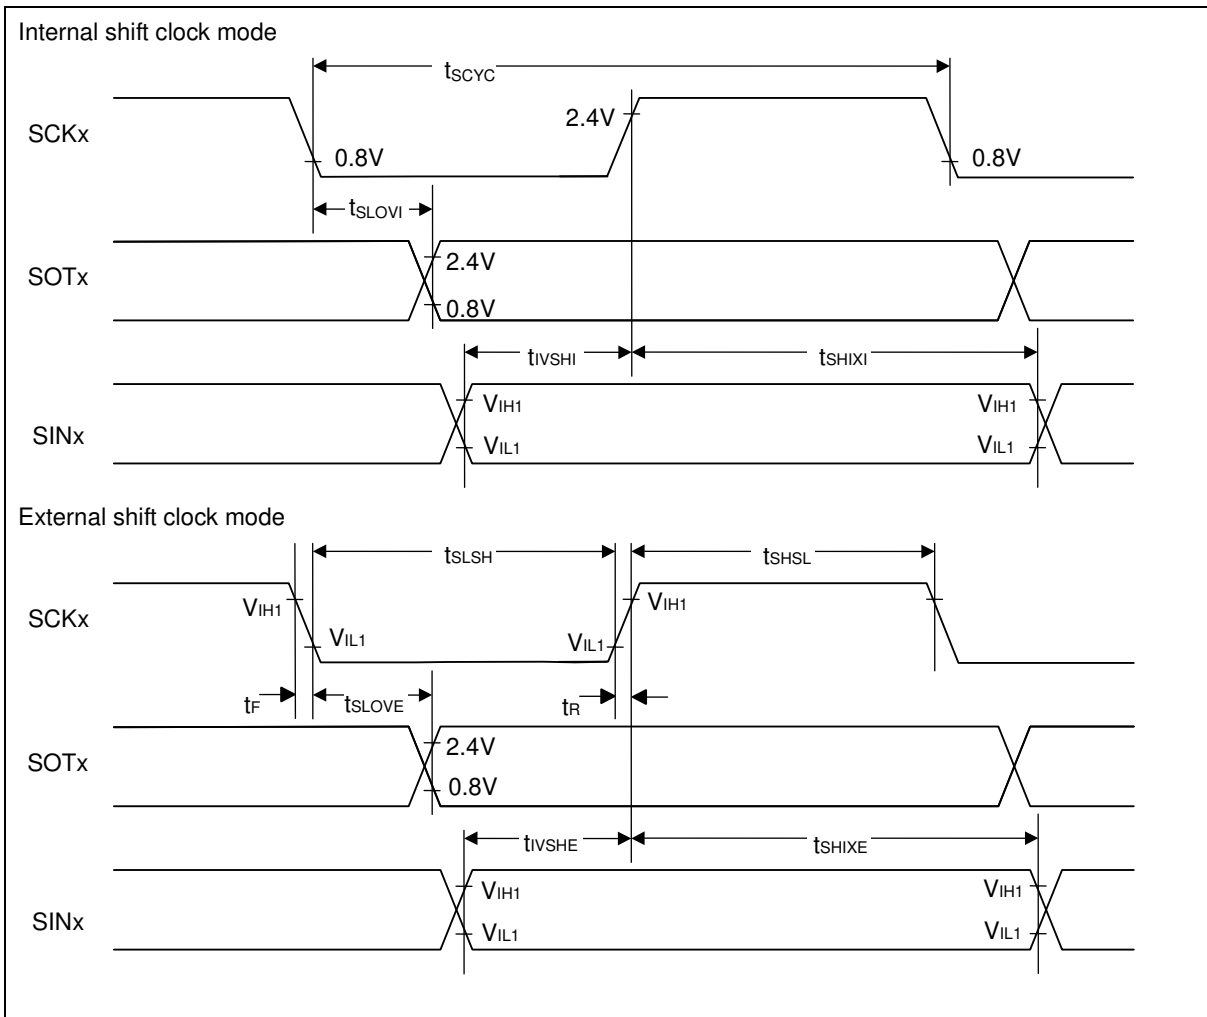 Internal shift clock mode
tSCYC
SCKx
2.4V
0.8V
0.8V
tSLOVI
SOTx
2.4V
0.8V
tIVSHI
tSHIXI
SINx
VIH1
VIH1
VIL1
VIL1
External shift clock mode
tSLSH
tSHSL
SCKx
VIH1
VIH1
VIL1
VIL1
tF
tSLOVE
tR
SOTx
2.4V
0.8V
tIVSHE
tSHIXE
SINx
VIH1
VIH1
VIL1
VIL1